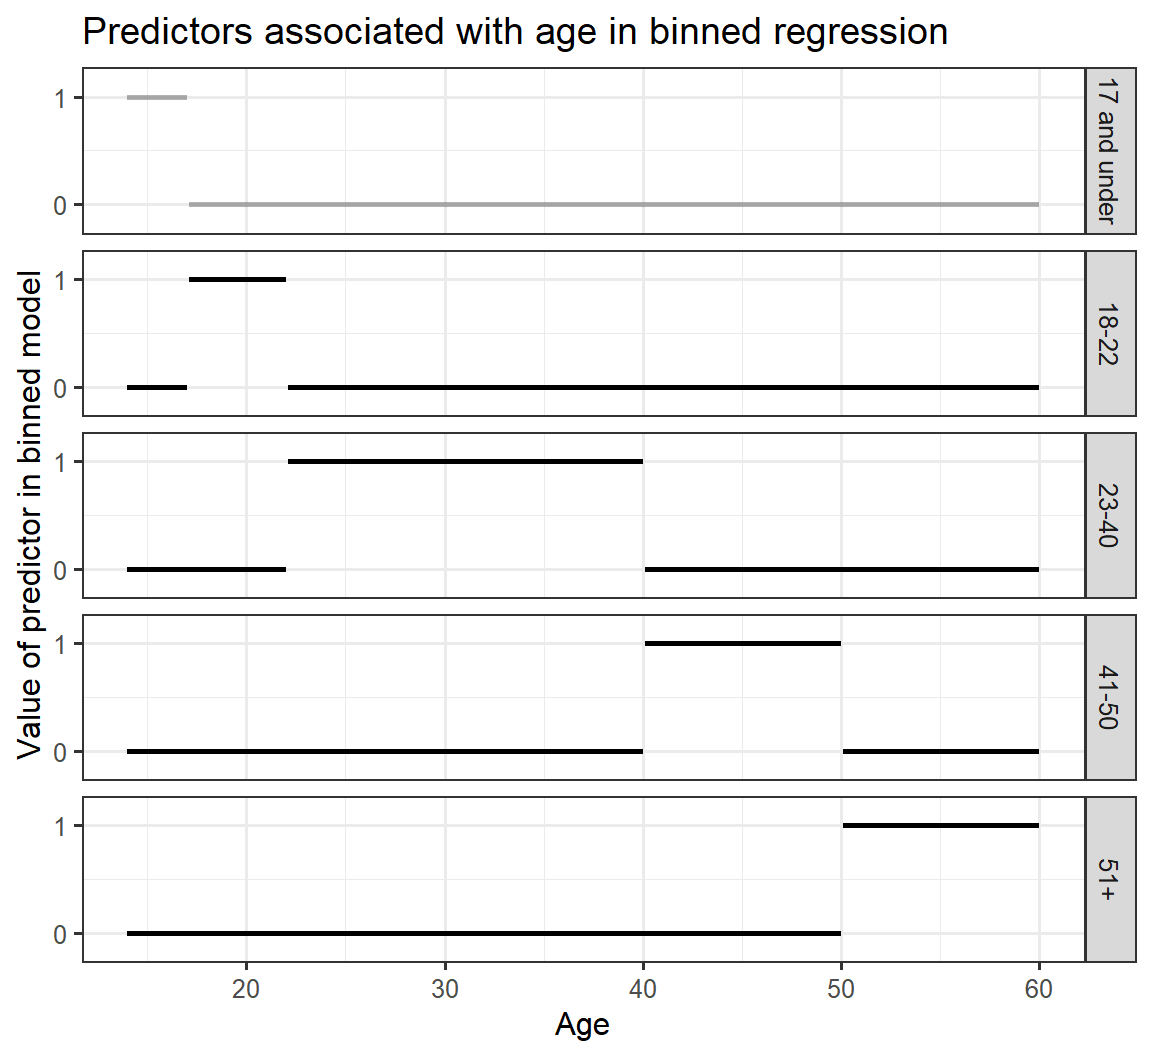 Predictors associated with age in binned regression
Value of predictor in binned model
1
0
17 and under
1
0
18-22
1
0
23-40
1
0
41-50
1
0
51+
20 30 40 50 60
Age